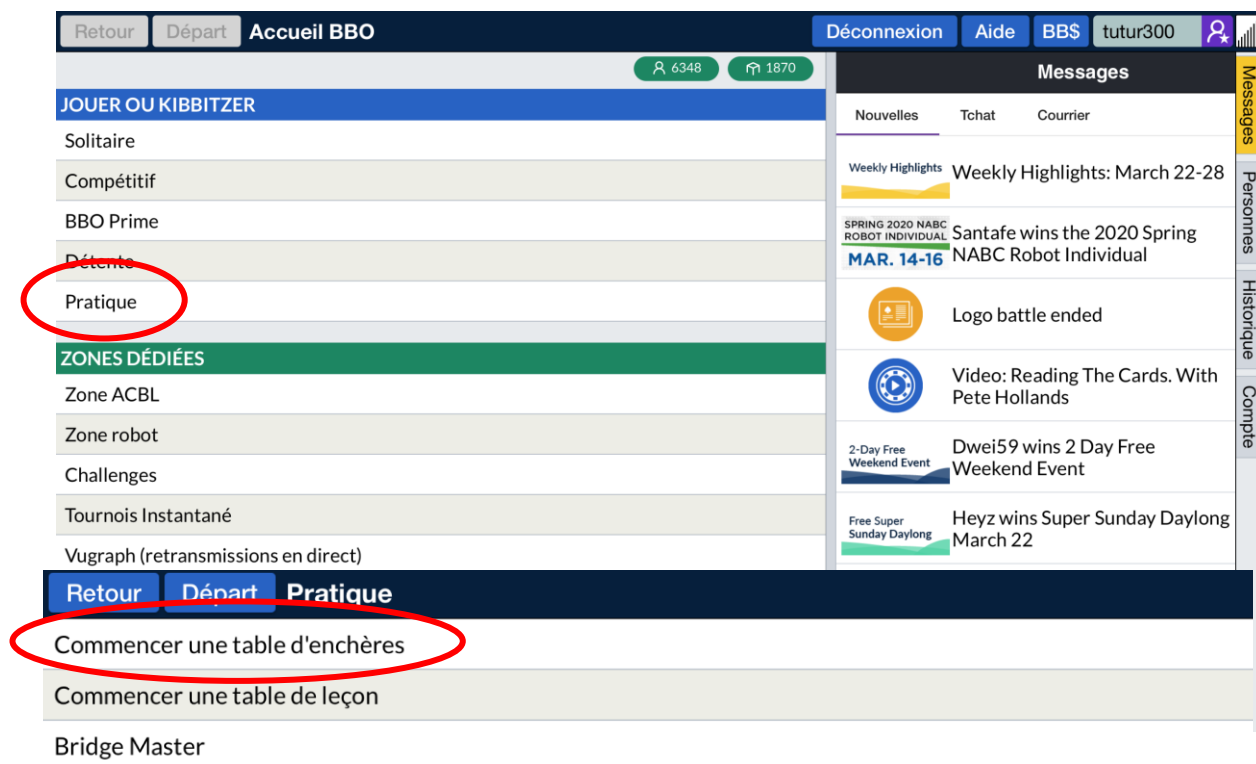 Retour Départ Accueil BBO Déconnexion Aide BB$ tutur300
6348 1870
JOUER OU KIBBITZER
Solitaire
Compétitif
BBO Prime
Détente
Pratique
ZONES DÉDIÉES
Zone ACBL
Zone robot
Challenges
Tournois Instantané
Vugraph (retransmissions en direct)
Messages
Nouvelles Tchat Courrier
Weekly Highlights
Weekly Highlights: March 22-28
SPRING 2020 NABC
ROBOT INDIVIDUAL
MAR. 14-16
Santafe wins the 2020 Spring
NABC Robot Individual
Logo battle ended
Video: Reading The Cards. With
Pete Hollands
2-Day Free
Weekend Event
Dwei59 wins 2 Day Free
Weekend Event
Free Super
Sunday Daylong
Heyz wins Super Sunday Daylong
March 22
Messages
Personnes
Historique
Compte
Retour Départ Pratique
Commencer une table d'enchères
Commencer une table de leçon
Bridge Master